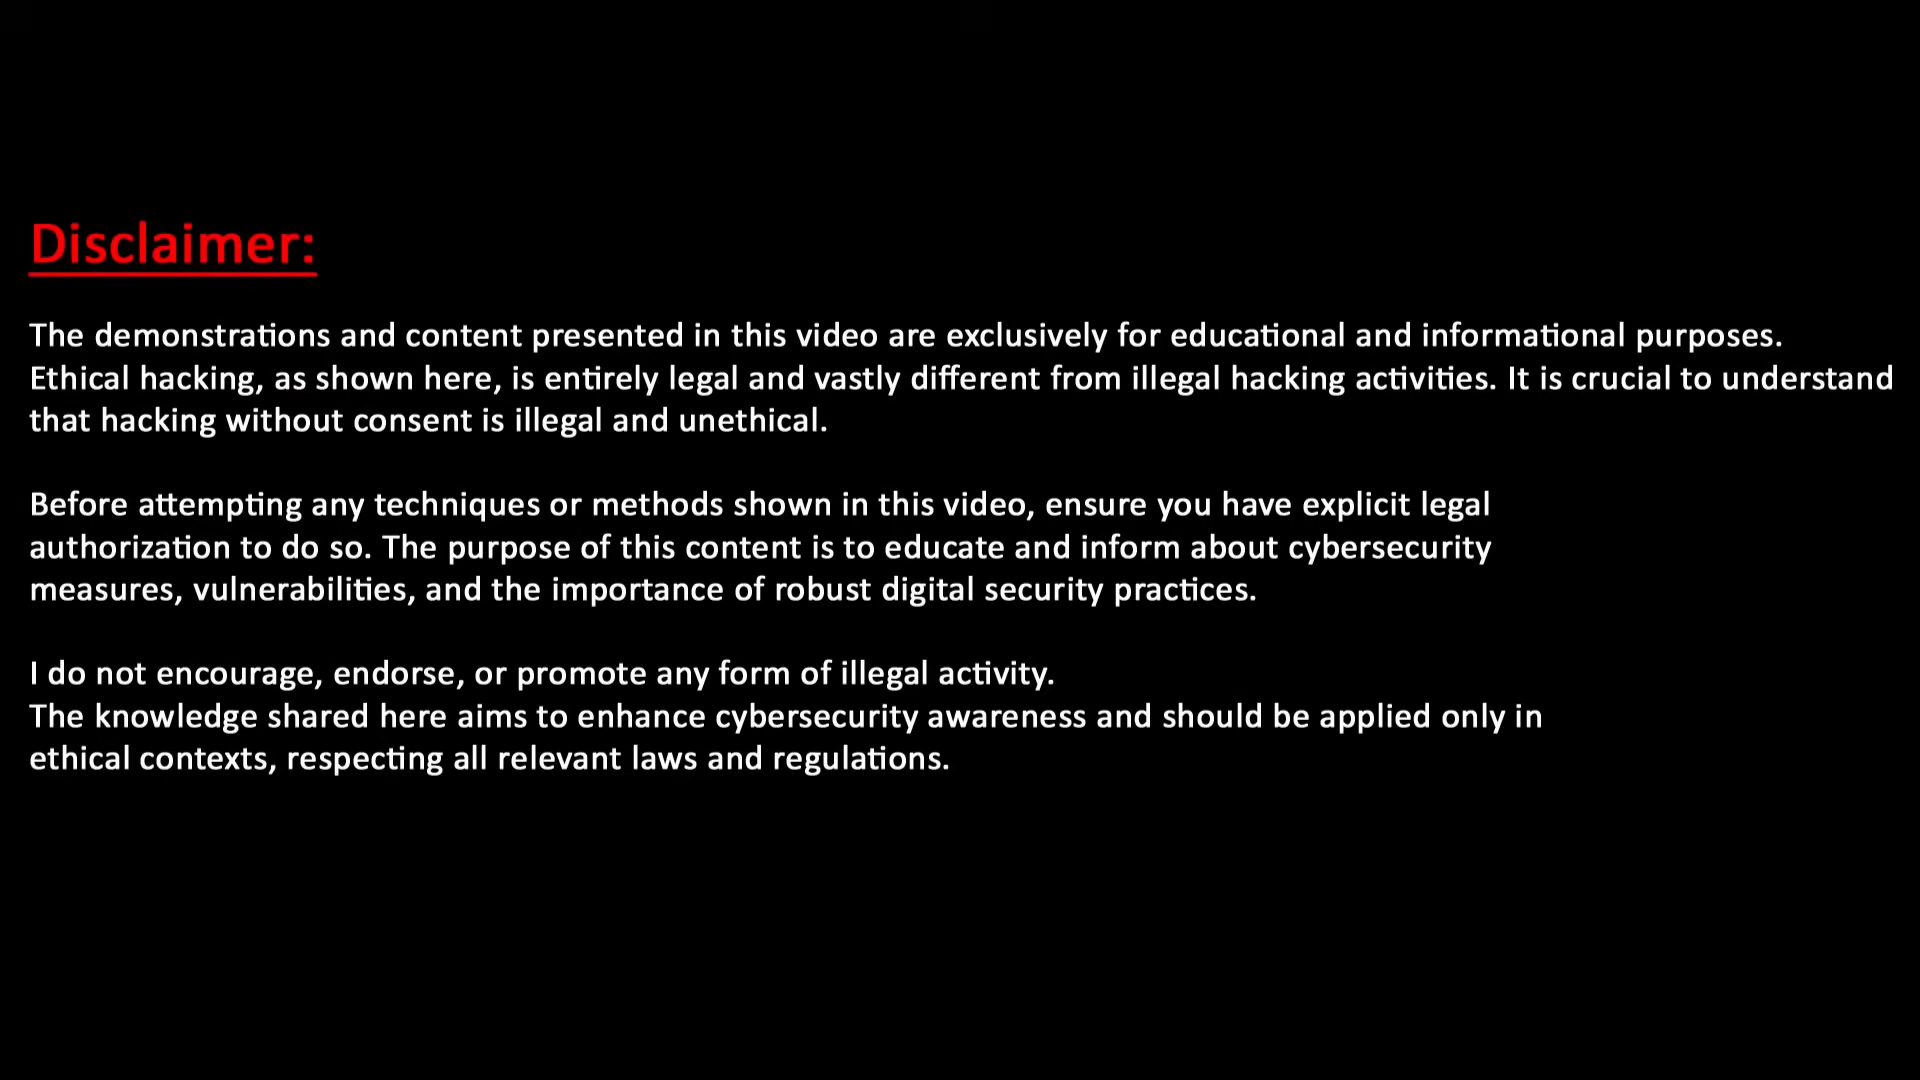 Disclaimer:
The demonstrations and content presented in this video are exclusively for educational and informational purposes.
Ethical hacking, as shown here, is entirely legal and vastly different from illegal hacking activities. It is crucial to understand
that hacking without consent is illegal and unethical.
Before attempting any techniques or methods shown in this video, ensure you have explicit legal
authorization to do so. The purpose of this content is to educate and inform about cybersecurity
measures, vulnerabilities, and the importance of robust digital security practices.
I do not encourage, endorse, or promote any form of illegal activity.
The knowledge shared here aims to enhance cybersecurity awareness and should be applied only in
ethical contexts, respecting all relevant laws and regulations.